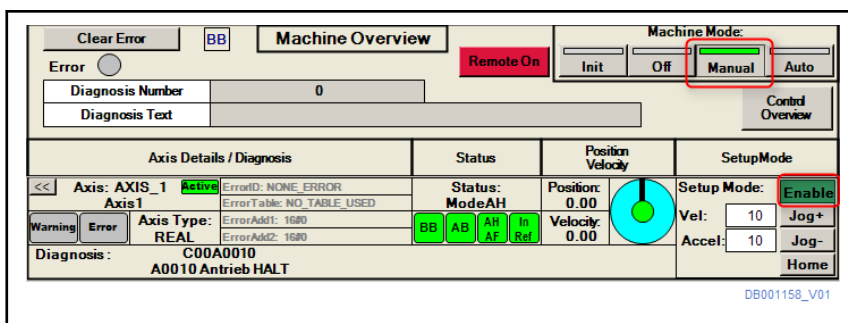 Clear Error BB Machine Overview Machine Mode:
Error Remote On Init Off Manual Auto
Diagnosis Number 0
Diagnosis Text Control Overview
Axis Details / Diagnosis Status Position Velocity SetupMode
<< Axis: AXIS_1 Active ErrorID: NONE_ERROR Status: Position: Setup Mode: Enable
Axis1 ErrorTable: NO_TABLE_USED ModeAH 0.00
Warning Error Axis Type: ErrorAdd1: 16#0 BB AB AH AF In Ref Velocity: Vel: 10 Jog+
REAL ErrorAdd2: 16#0 0.00 Accel: 10 Jog-
Diagnosis: C00A0010 Home
A0010 Antrieb HALT
DB001158_V01